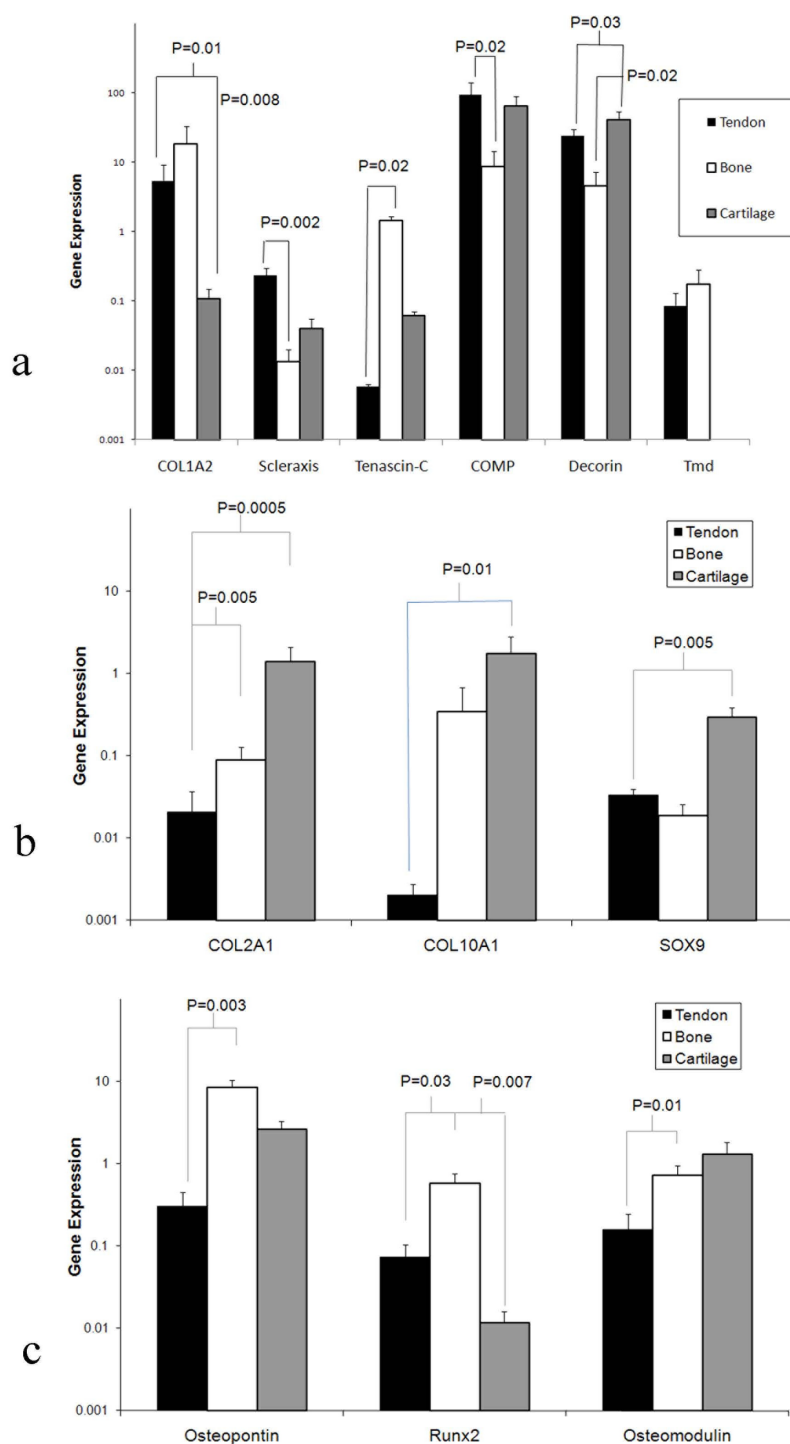 P=0.01
P=0.008
P=0.002
P=0.02
P=0.02
P=0.03
P=0.02
Tendon
Bone
Cartilage
Gene Expression
100
10
1
0.1
0.01
0.001
COL1A2 Scleraxis Tenascin-C COMP Decorin Tmd
a
P=0.0005
P=0.005
P=0.01
P=0.005
Tendon
Bone
Cartilage
Gene Expression
10
1
0.1
0.01
0.001
COL2A1 COL10A1 SOX9
b
P=0.003
P=0.03
P=0.007
P=0.01
Tendon
Bone
Cartilage
Gene Expression
10
1
0.1
0.01
0.001
Osteopontin Runx2 Osteomodulin
c